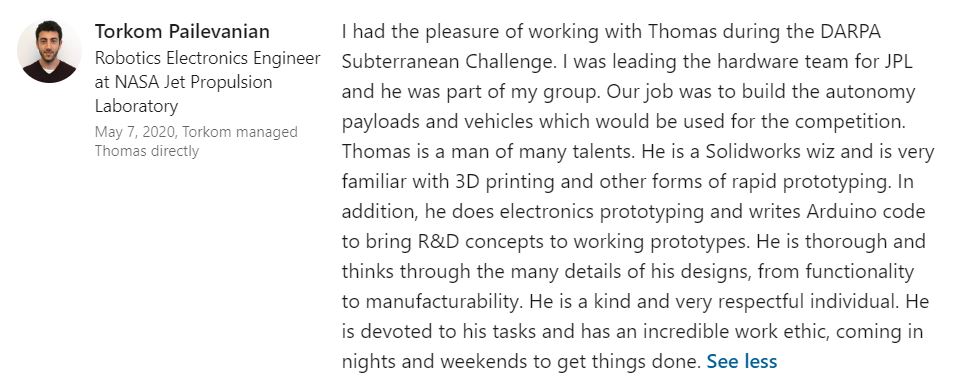 Torkom Pailevanian
Robotics Electronics Engineer
at NASA Jet Propulsion
Laboratory
May 7, 2020, Torkom managed
Thomas directly
I had the pleasure of working with Thomas during the DARPA
Subterranean Challenge. I was leading the hardware team for JPL
and he was part of my group. Our job was to build the autonomy
payloads and vehicles which would be used for the competition.
Thomas is a man of many talents. He is a Solidworks wiz and is very
familiar with 3D printing and other forms of rapid prototyping. In
addition, he does electronics prototyping and writes Arduino code
to bring R&D concepts to working prototypes. He is thorough and
thinks through the many details of his designs, from functionality
to manufacturability. He is a kind and very respectful individual. He
is devoted to his tasks and has an incredible work ethic, coming in
nights and weekends to get things done. See less